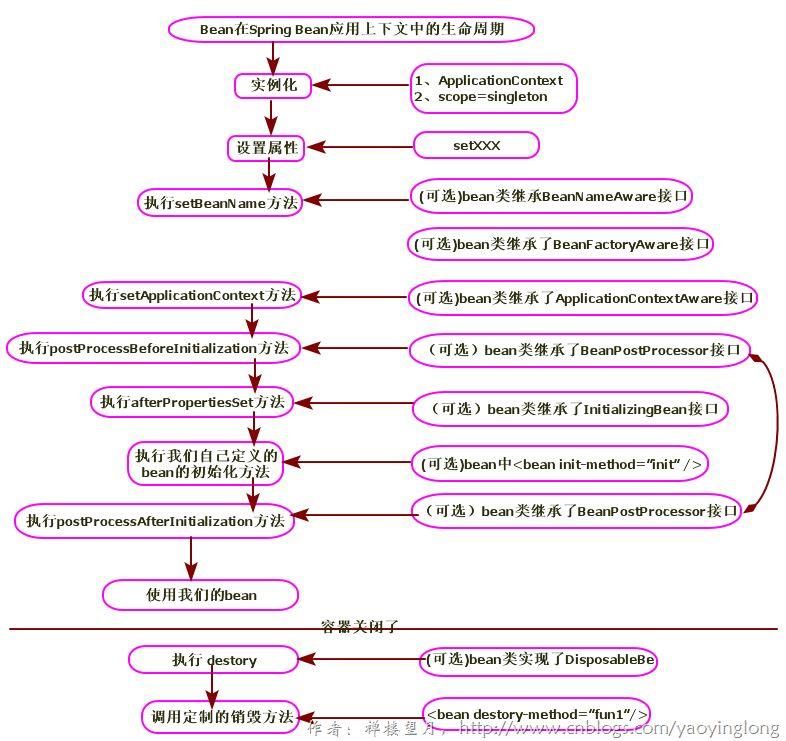 Bean在Spring Bean应用上下文中的生命周期
实例化
1、ApplicationContext
2、scope=singleton
设置属性
setXXX
执行setBeanName方法
(可选)bean类继承BeanNameAware接口
(可选)bean类继承了BeanFactoryAware接口
执行setApplicationContext方法
(可选)bean类继承了ApplicationContextAware接口
执行postProcessBeforeInitialization方法
（可选）bean类继承了BeanPostProcessor接口
执行afterPropertiesSet方法
（可选）bean类继承了InitializingBean接口
执行我们自己定义的
bean的初始化方法
(可选)bean中<bean init-method=“init” />
执行postProcessAfterInitialization方法
（可选）bean类继承了BeanPostProcessor接口
使用我们的bean
容器关闭了
执行 destory
(可选)bean类实现了DisposableBe
调用定制的销毁方法
<bean destory-method=“fun1”/>
作者：禅楼望月，http://www.cnblogs.com/yaoyinglong